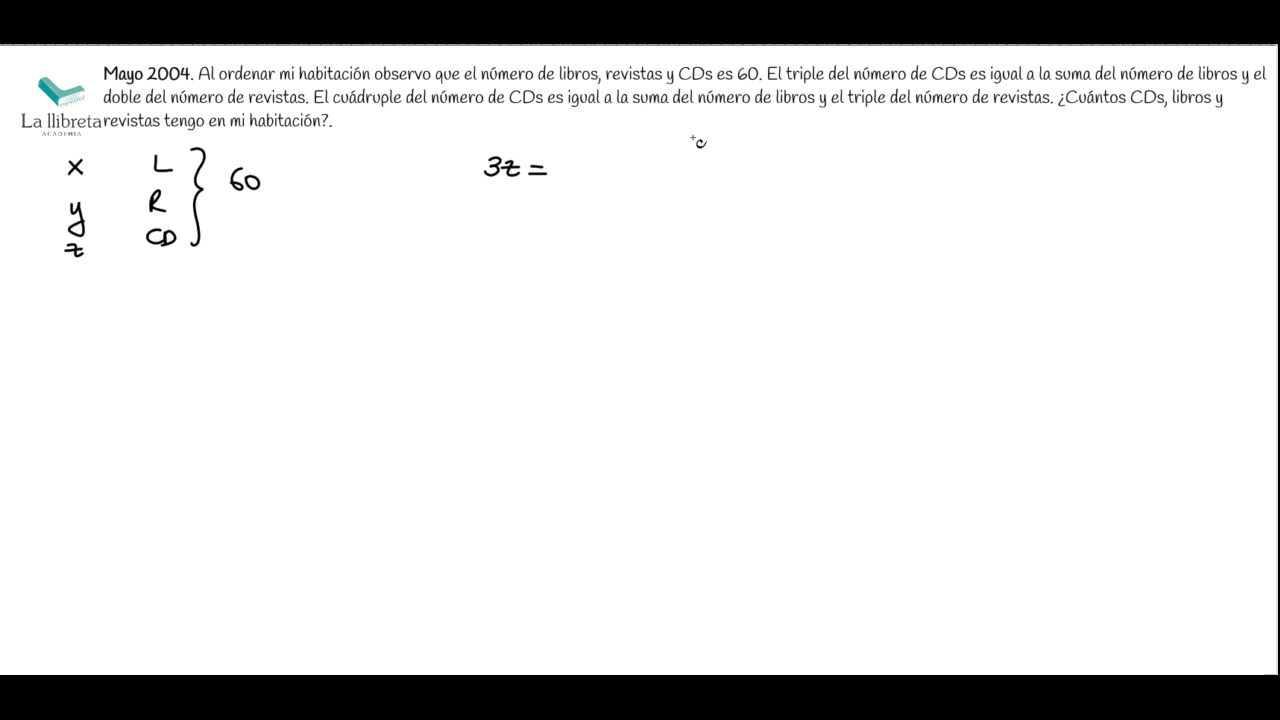 Mayo 2004. Al ordenar mi habitación observo que el número de libros, revistas y CDs es 60. El triple del número de CDs es igual a la suma del número de libros y el
doble del número de revistas. El cuádruple del número de CDs es igual a la suma del número de libros y el triple del número de revistas. ¿Cuántos CDs, libros y
La llibreta
revistas tengo en mi habitación?.
ACADEMIA
x L
60
3z =
y R
z CD